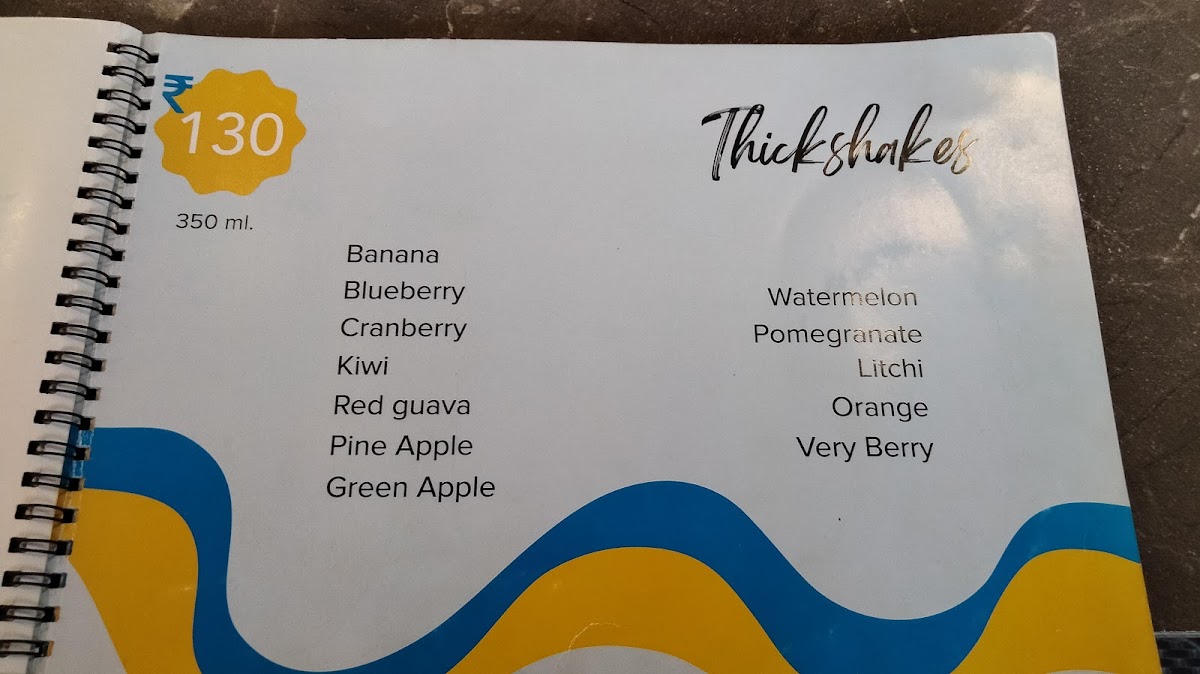 ₹
130
350 ml.
Thickshakes
Banana
Blueberry
Cranberry
Kiwi
Red guava
Pine Apple
Green Apple
Watermelon
Pomegranate
Litchi
Orange
Very Berry